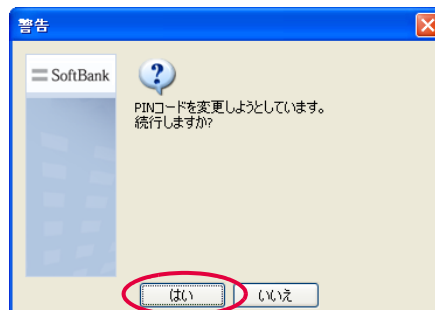 警告
SoftBank
PINコードを変更しようとしています。
続行しますか?
はい
いいえ